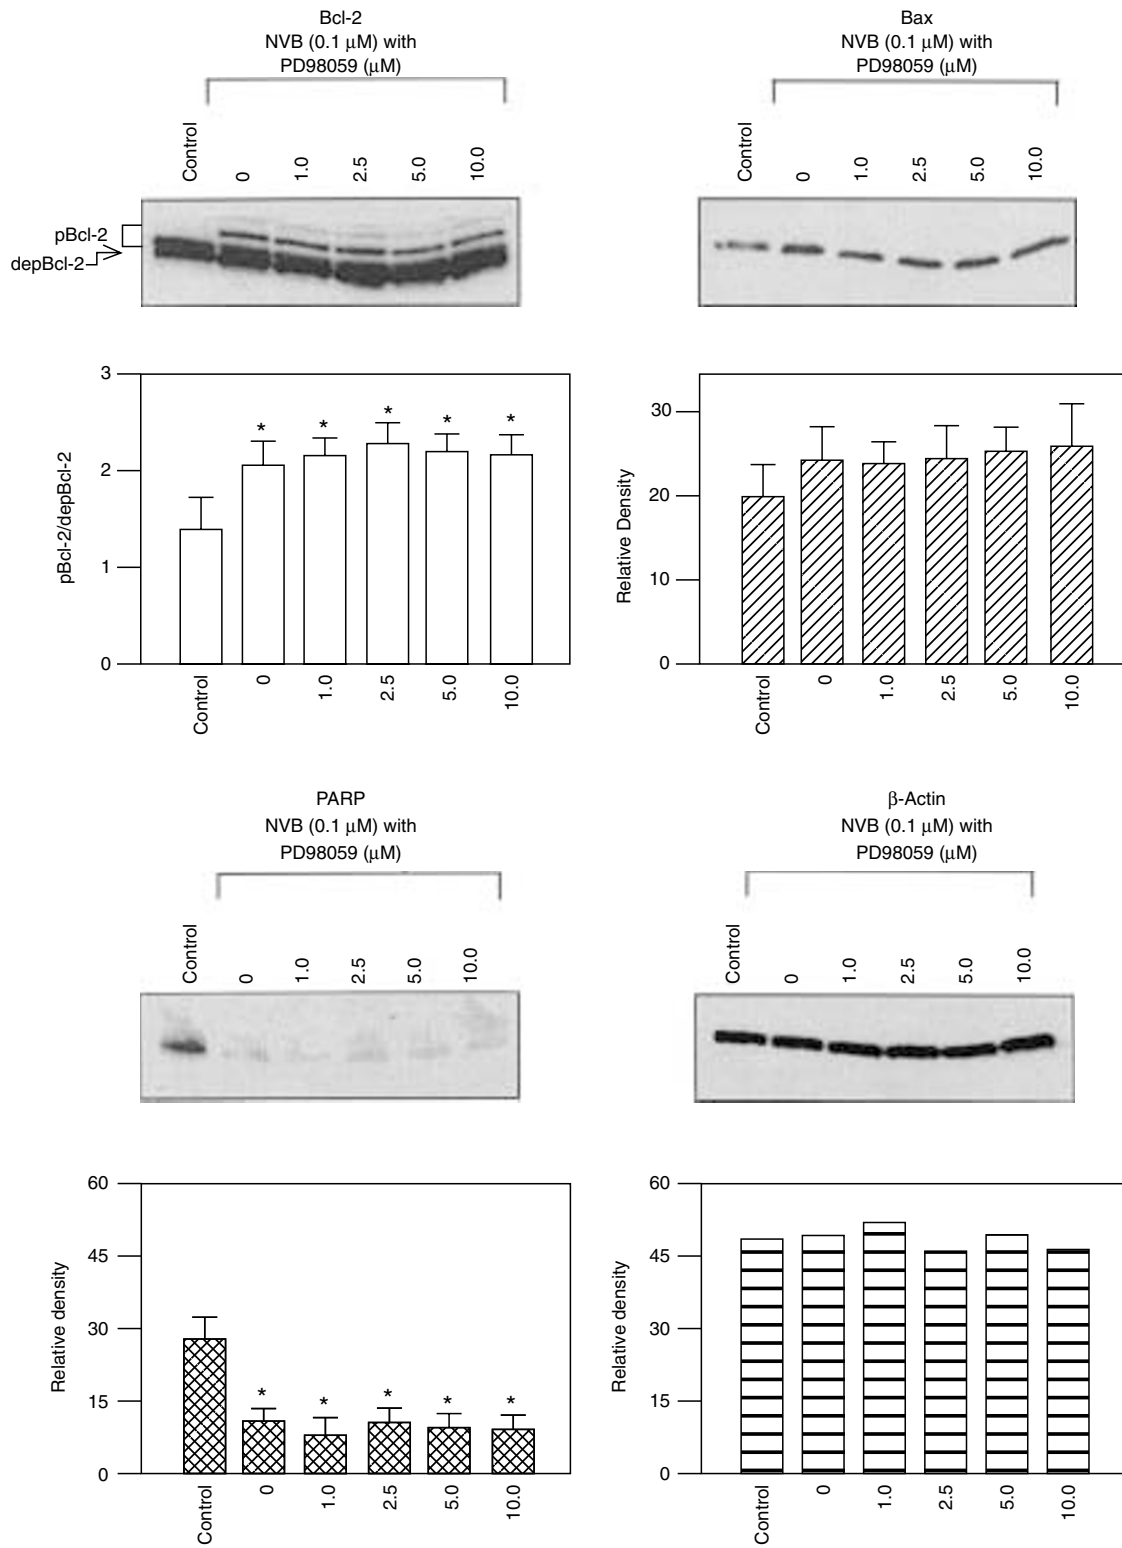 Bcl-2
NVB (0.1 μM) with
PD98059 (μM)
Control 0 1.0 2.5 5.0 10.0
pBcl-2
depBcl-2
Bax
NVB (0.1 μM) with
PD98059 (μM)
Control 0 1.0 2.5 5.0 10.0
pBcl-2/depBcl-2
3
2
1
0
* * * * *
Control 0 1.0 2.5 5.0 10.0
Relative Density
30
20
10
0
Control 0 1.0 2.5 5.0 10.0
PARP
NVB (0.1 μM) with
PD98059 (μM)
Control 0 1.0 2.5 5.0 10.0
β-Actin
NVB (0.1 μM) with
PD98059 (μM)
Control 0 1.0 2.5 5.0 10.0
Relative density
60
45
30
15
0
* * * * *
Control 0 1.0 2.5 5.0 10.0
Relative density
60
45
30
15
0
Control 0 1.0 2.5 5.0 10.0